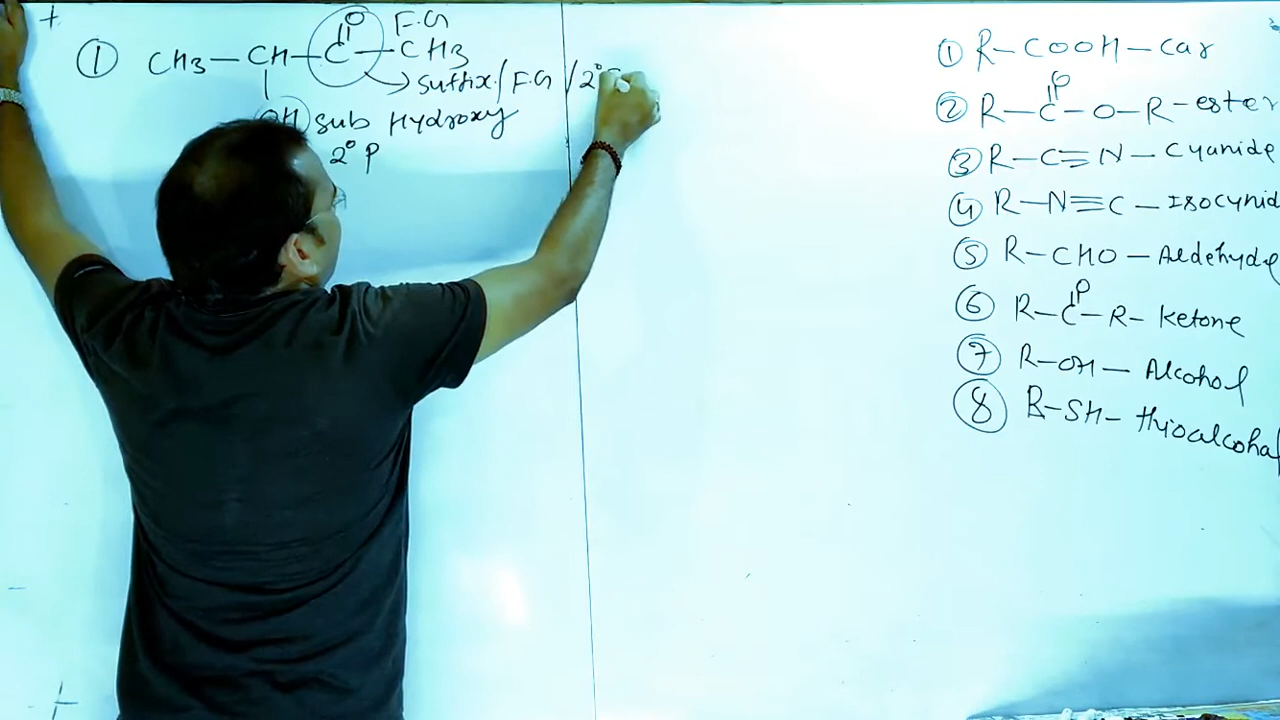 +
① CH3—CH—C—CH3
O F.G
→ Suffix/F.G/2°
OH sub Hydroxy
2° P
① R—COOH—Car
O
② R—C—O—R—ester
③ R—C≡N—Cyanide
④ R—N≡C—Isocynid
⑤ R—CHO—Aldehyde
O
⑥ R—C—R—ketone
⑦ R—OH—Alcohol
⑧ R—SH—thioalcohol